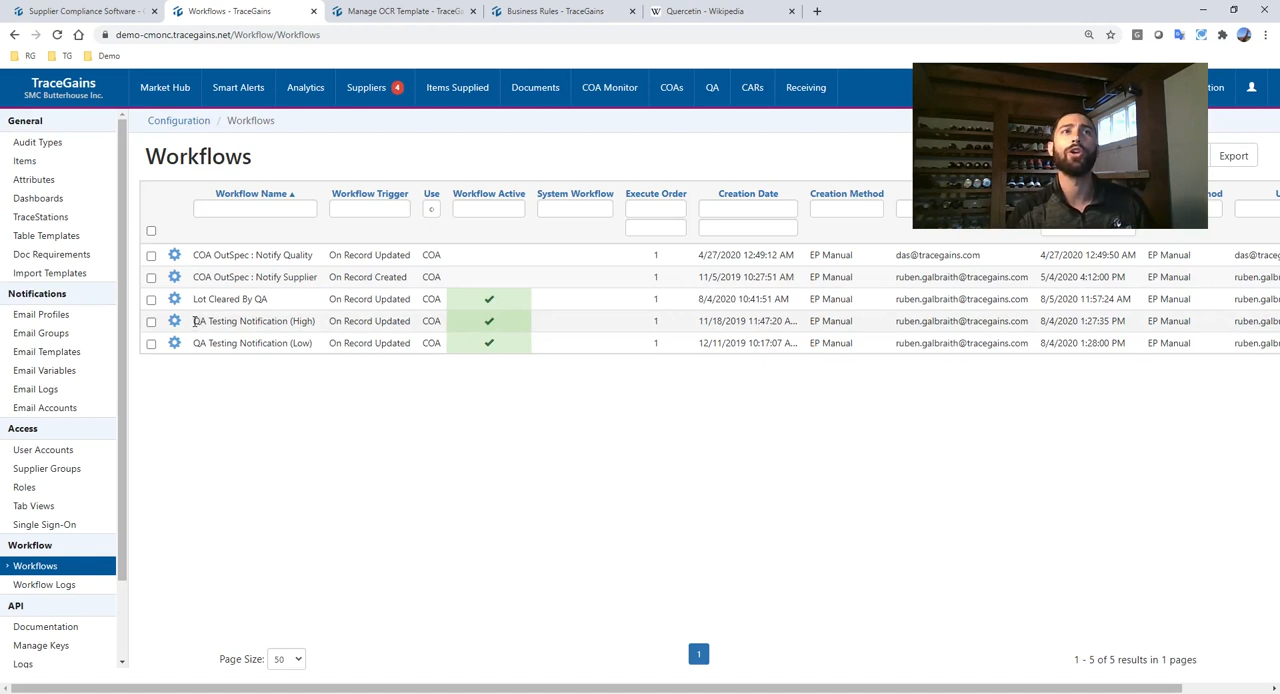 Supplier Compliance Software -
Workflows - TraceGains
Manage OCR Template - TraceGa
Business Rules - TraceGains
Quercetin - Wikipedia
demo-cmonc.tracegains.net/Workflow/Workflows
RG TG Demo
TraceGains
SMC Butterhouse Inc.
Market Hub Smart Alerts Analytics Suppliers 4 Items Supplied Documents COA Monitor COAs QA CARs Receiving
General
Audit Types
Items
Attributes
Dashboards
TraceStations
Table Templates
Doc Requirements
Import Templates
Notifications
Email Profiles
Email Groups
Email Templates
Email Variables
Email Logs
Email Accounts
Access
User Accounts
Supplier Groups
Roles
Tab Views
Single Sign-On
Workflow
Workflows
Workflow Logs
API
Documentation
Manage Keys
Logs
Configuration / Workflows
Workflows
Export
Workflow Name Workflow Trigger Use Workflow Active System Workflow Execute Order Creation Date Creation Method
COA OutSpec : Notify Quality On Record Updated COA 1 4/27/2020 12:49:12 AM EP Manual das@tracegains.com 4/27/2020 12:49:50 AM EP Manual das@traceg
COA OutSpec : Notify Supplier On Record Created COA 1 11/5/2019 10:27:51 AM EP Manual ruben.galbraith@tracegains.com 5/4/2020 4:12:00 PM EP Manual ruben.galbr
Lot Cleared By QA On Record Updated COA 1 8/4/2020 10:41:51 AM EP Manual ruben.galbraith@tracegains.com 8/5/2020 11:57:24 AM EP Manual ruben.galbr
QA Testing Notification (High) On Record Updated COA 1 11/18/2019 11:47:20 A... EP Manual ruben.galbraith@tracegains.com 8/4/2020 1:27:35 PM EP Manual ruben.galbr
QA Testing Notification (Low) On Record Updated COA 1 12/11/2019 10:17:07 A... EP Manual ruben.galbraith@tracegains.com 8/4/2020 1:28:00 PM EP Manual ruben.galbr
Page Size: 50
1
1 - 5 of 5 results in 1 pages